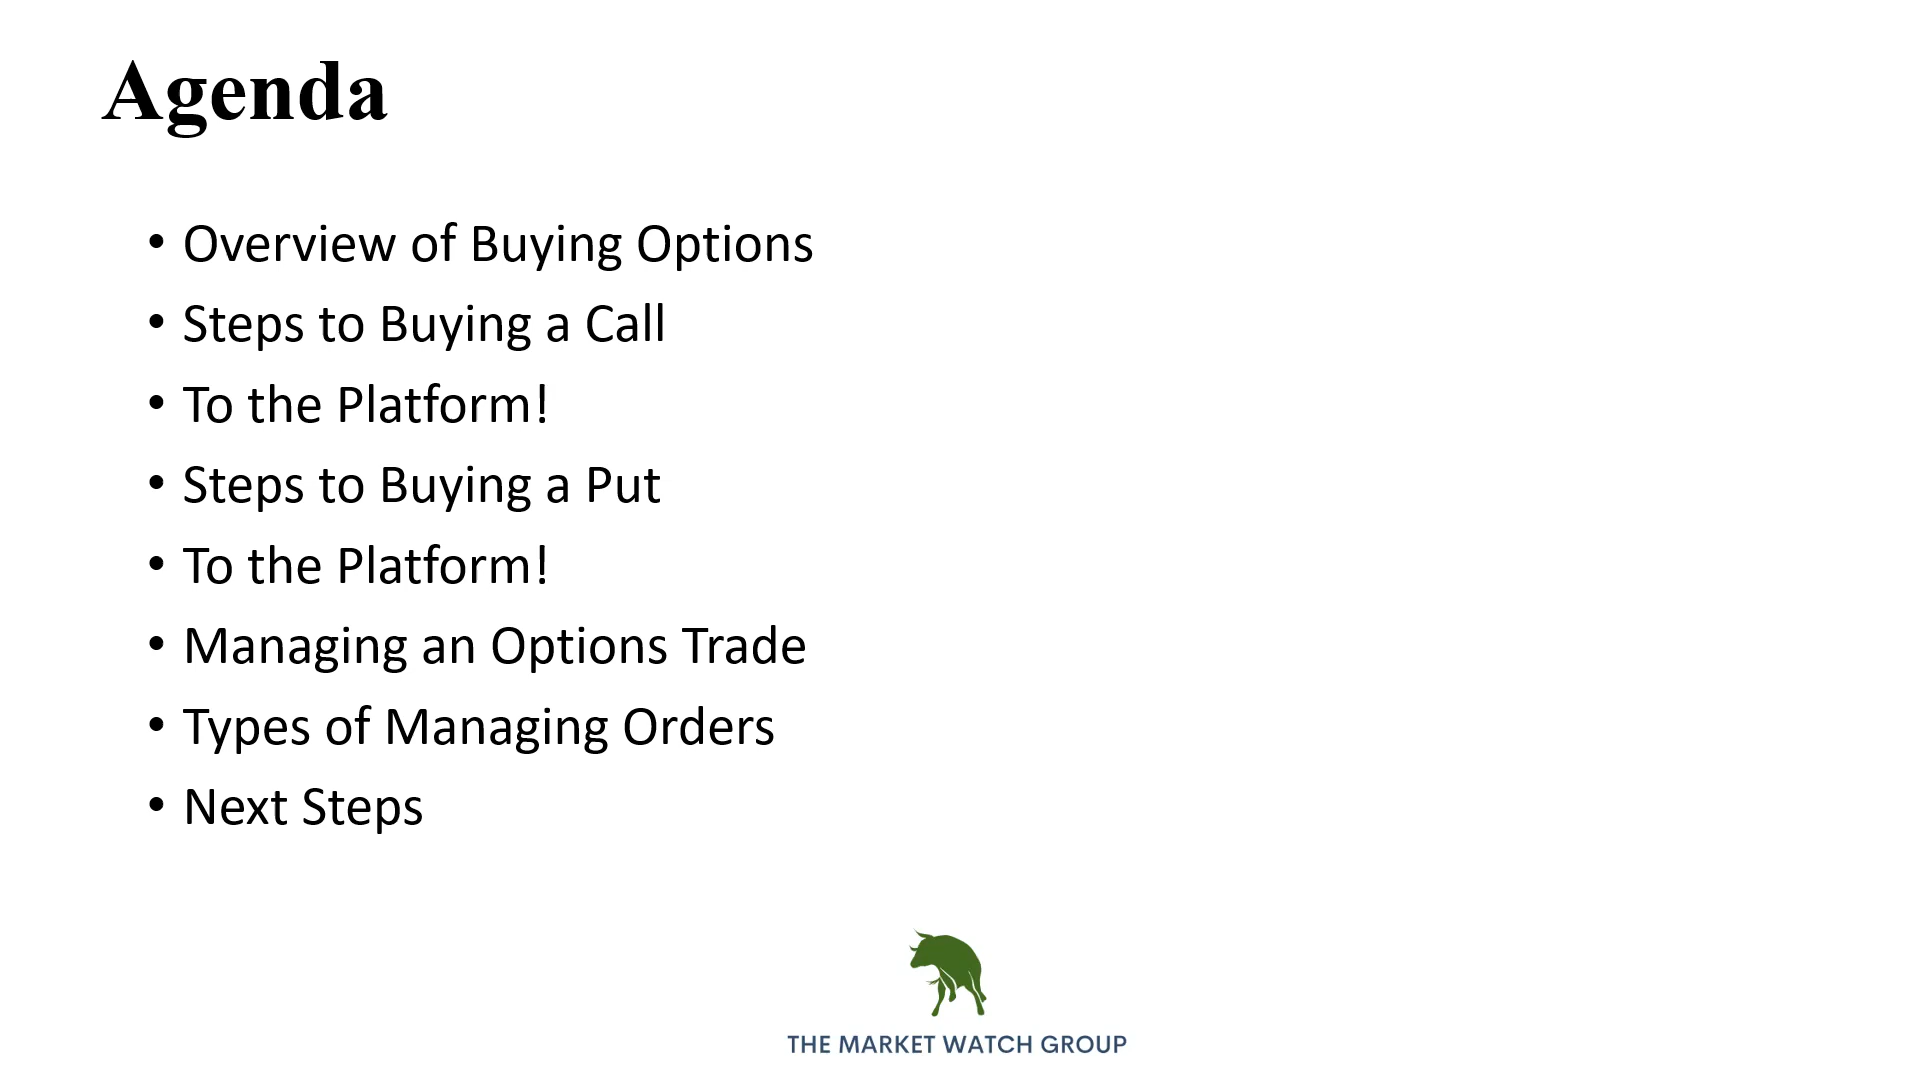 Agenda
• Overview of Buying Options
• Steps to Buying a Call
• To the Platform!
• Steps to Buying a Put
• To the Platform!
• Managing an Options Trade
• Types of Managing Orders
• Next Steps
THE MARKET WATCH GROUP